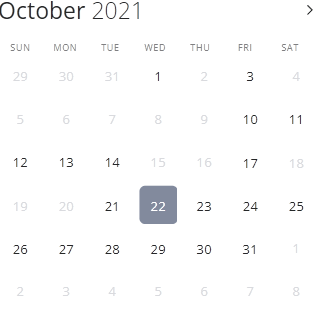 October 2021
SUN MON TUE WED THU FRI SAT
29 30 31 1 2 3 4
5 6 7 8 9 10 11
12 13 14 15 16 17 18
19 20 21 22 23 24 25
26 27 28 29 30 31 1
2 3 4 5 6 7 8